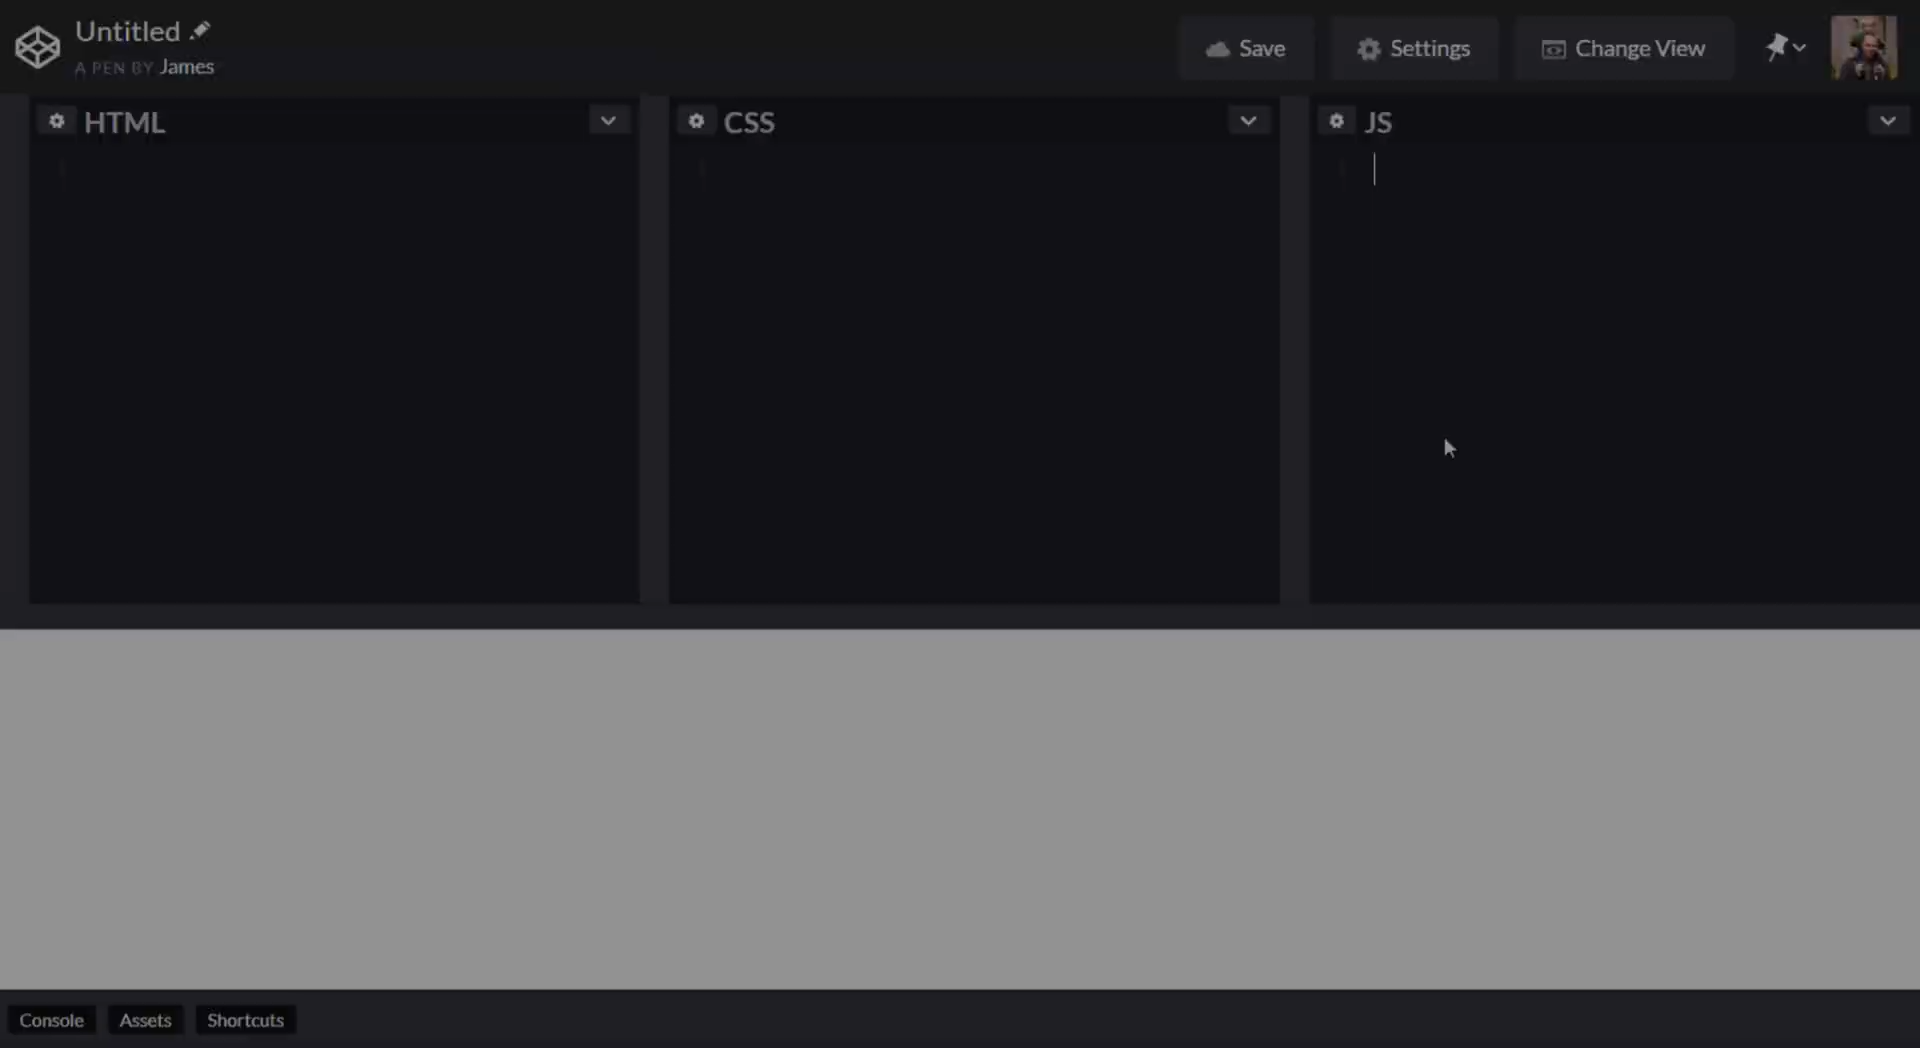 Untitled
A PEN BY James
Save
Settings
Change View
HTML
CSS
JS
Console
Assets
Shortcuts